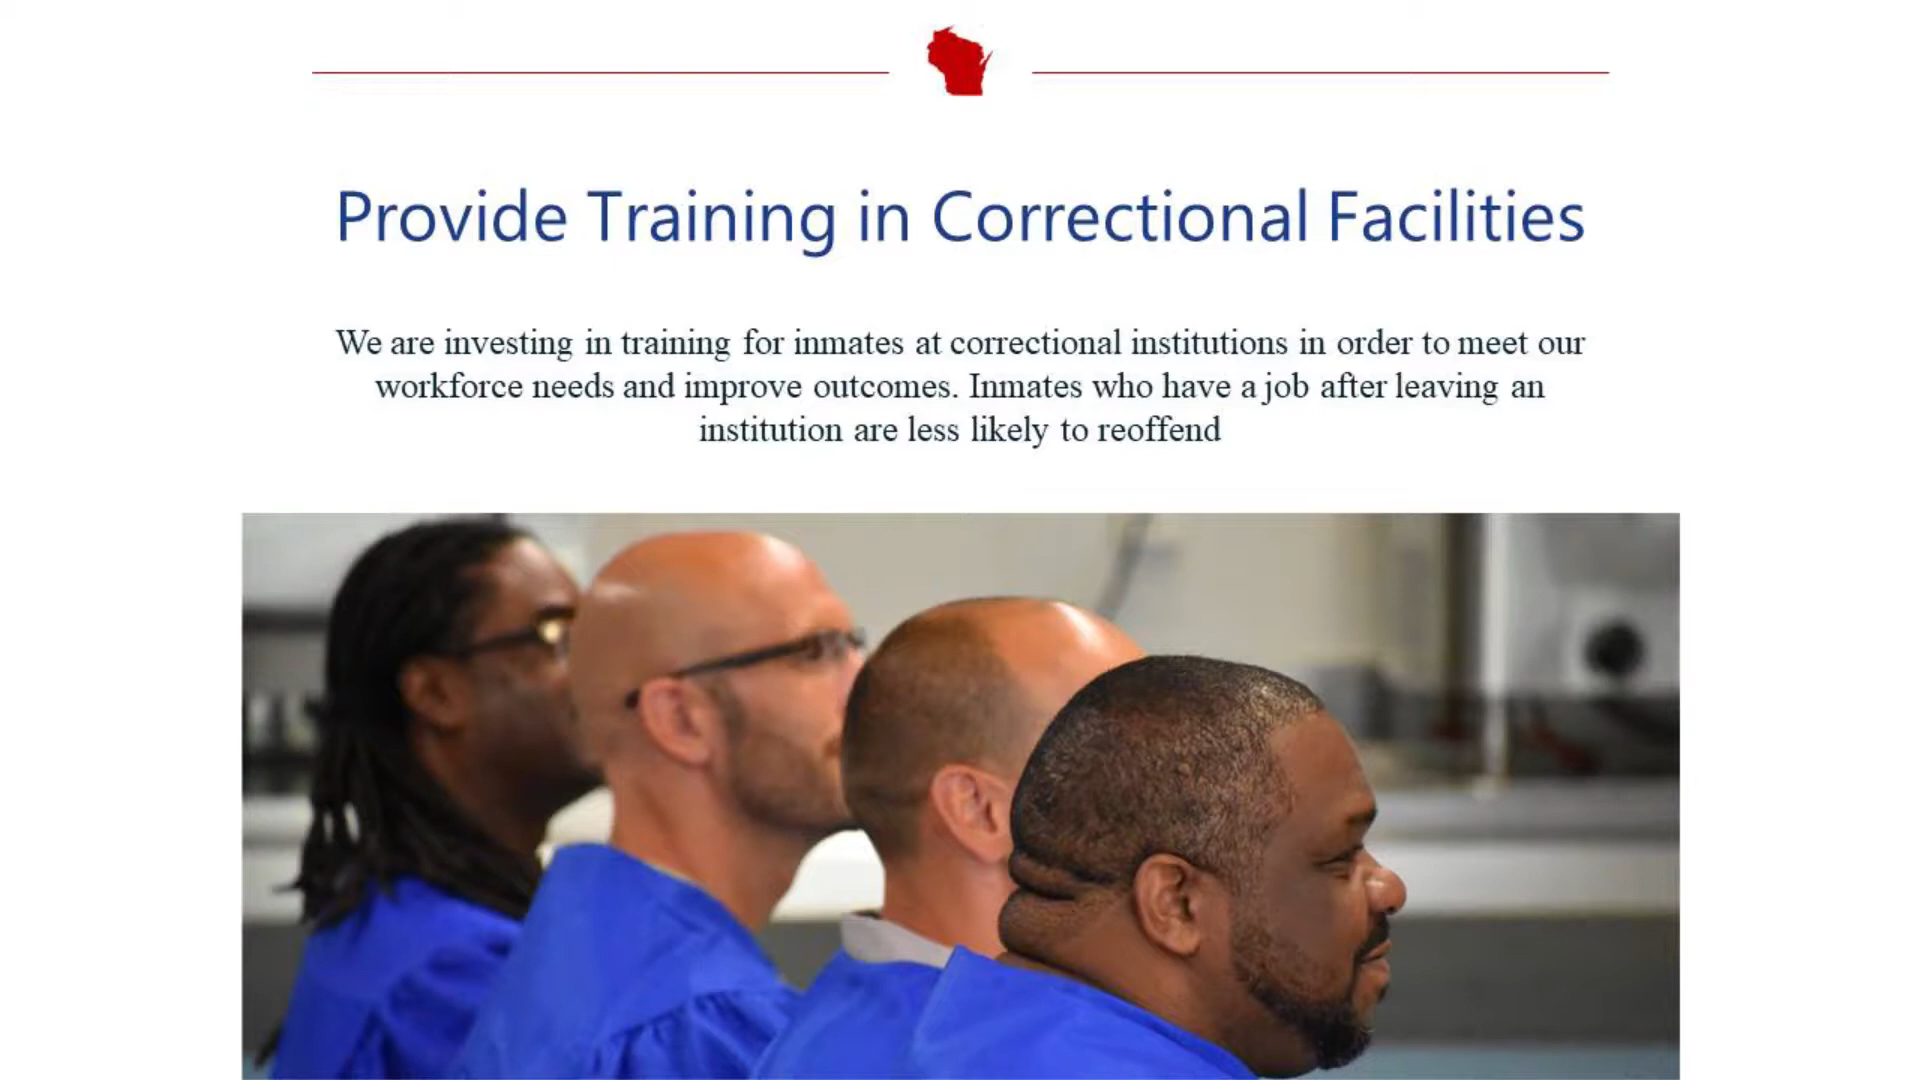 Provide Training in Correctional Facilities
We are investing in training for inmates at correctional institutions in order to meet our
workforce needs and improve outcomes. Inmates who have a job after leaving an
institution are less likely to reoffend